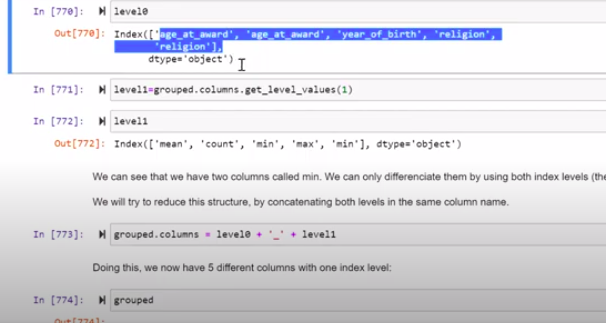 In [770]: level0
Out[770]: Index(['age_at_award', 'age_at_award', 'year_of_birth', 'religion',
'religion'],
dtype='object')
In [771]: level1=grouped.columns.get_level_values(1)
In [772]: level1
Out[772]: Index(['mean', 'count', 'min', 'max', 'min'], dtype='object')
We can see that we have two columns called min. We can only differenciate them by using both index levels (the
We will try to reduce this structure, by concatenating both levels in the same column name.
In [773]: grouped.columns = level0 + '_' + level1
Doing this, we now have 5 different columns with one index level:
In [774]: grouped
Out[774]: